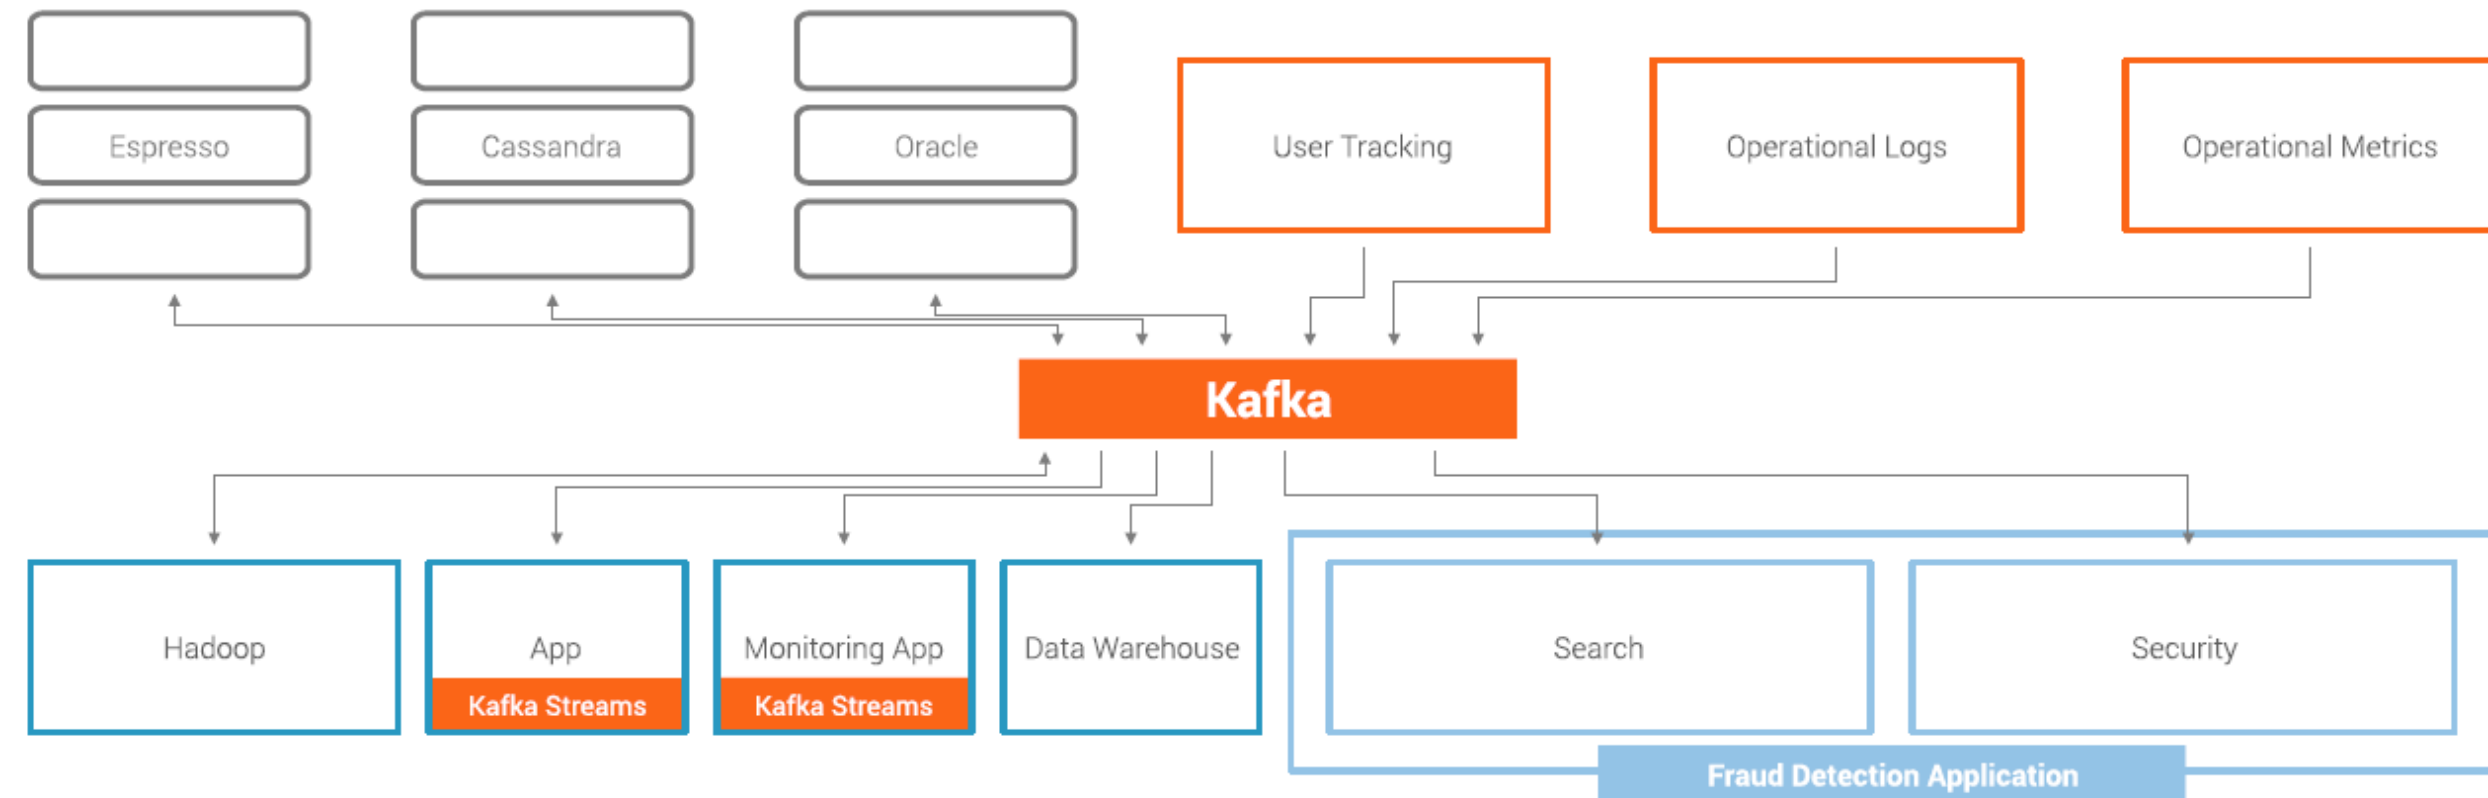 Espresso
Cassandra
Oracle
User Tracking
Operational Logs
Operational Metrics
Kafka
Hadoop
App
Kafka Streams
Monitoring App
Kafka Streams
Data Warehouse
Search
Security
Fraud Detection Application